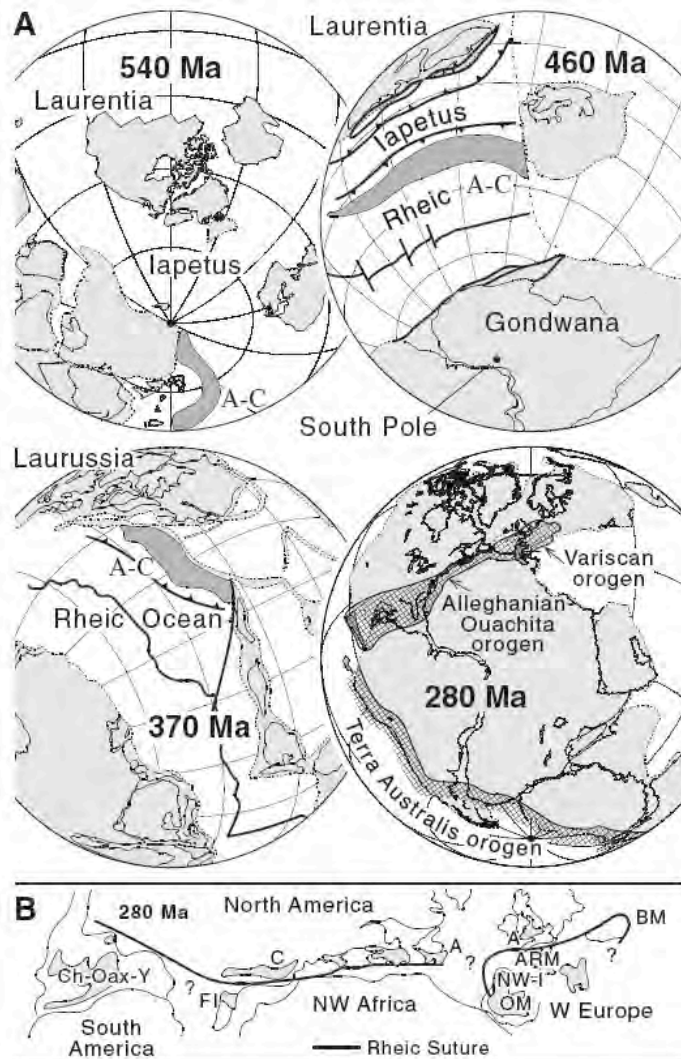 A
540 Ma
Laurentia
Iapetus
A-C
Laurentia
460 Ma
Iapetus
A-C
Rheic
Gondwana
South Pole
Laurussia
A-C
Rheic Ocean
370 Ma
Variscan
orogen
Alleghanian-
Ouachita
orogen
280 Ma
Terra Australis orogen
B
280 Ma
North America
BM
C
A
?
A
?
Ch-Oax-Y
?
ARM
NW-I
FI
OM
NW Africa
W Europe
South
America
Rheic Suture